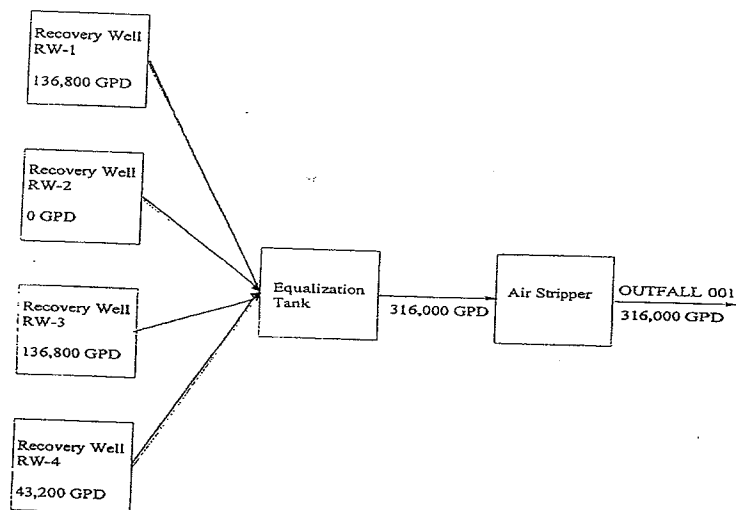 Recovery Well
RW-1
136,800 GPD
Recovery Well
RW-2
0 GPD
Recovery Well
RW-3
136,800 GPD
Recovery Well
RW-4
43,200 GPD
Equalization
Tank
316,000 GPD
Air Stripper
OUTFALL 001
316,000 GPD